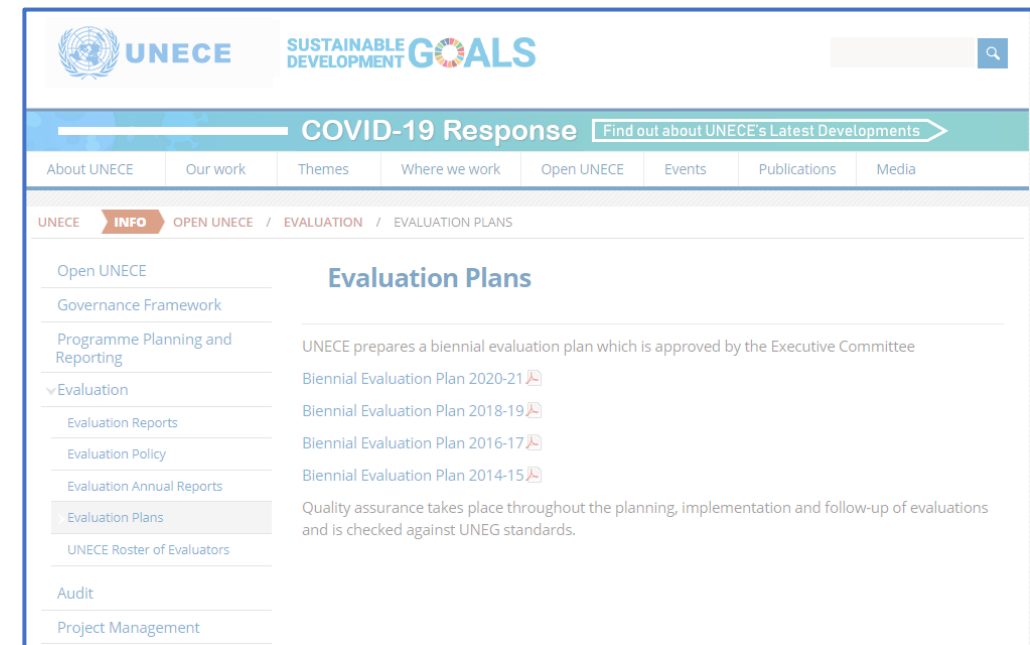 UNECE
SUSTAINABLE
DEVELOPMENT GOALS
COVID-19 Response Find out about UNECE's Latest Developments
About UNECE Our work Themes Where we work Open UNECE Events Publications Media
UNECE INFO OPEN UNECE / EVALUATION / EVALUATION PLANS
Open UNECE
Governance Framework
Programme Planning and
Reporting
Evaluation
Evaluation Reports
Evaluation Policy
Evaluation Annual Reports
Evaluation Plans
UNECE Roster of Evaluators
Audit
Project Management
Evaluation Plans
UNECE prepares a biennial evaluation plan which is approved by the Executive Committee
Biennial Evaluation Plan 2020-21
Biennial Evaluation Plan 2018-19
Biennial Evaluation Plan 2016-17
Biennial Evaluation Plan 2014-15
Quality assurance takes place throughout the planning, implementation and follow-up of evaluations
and is checked against UNEG standards.